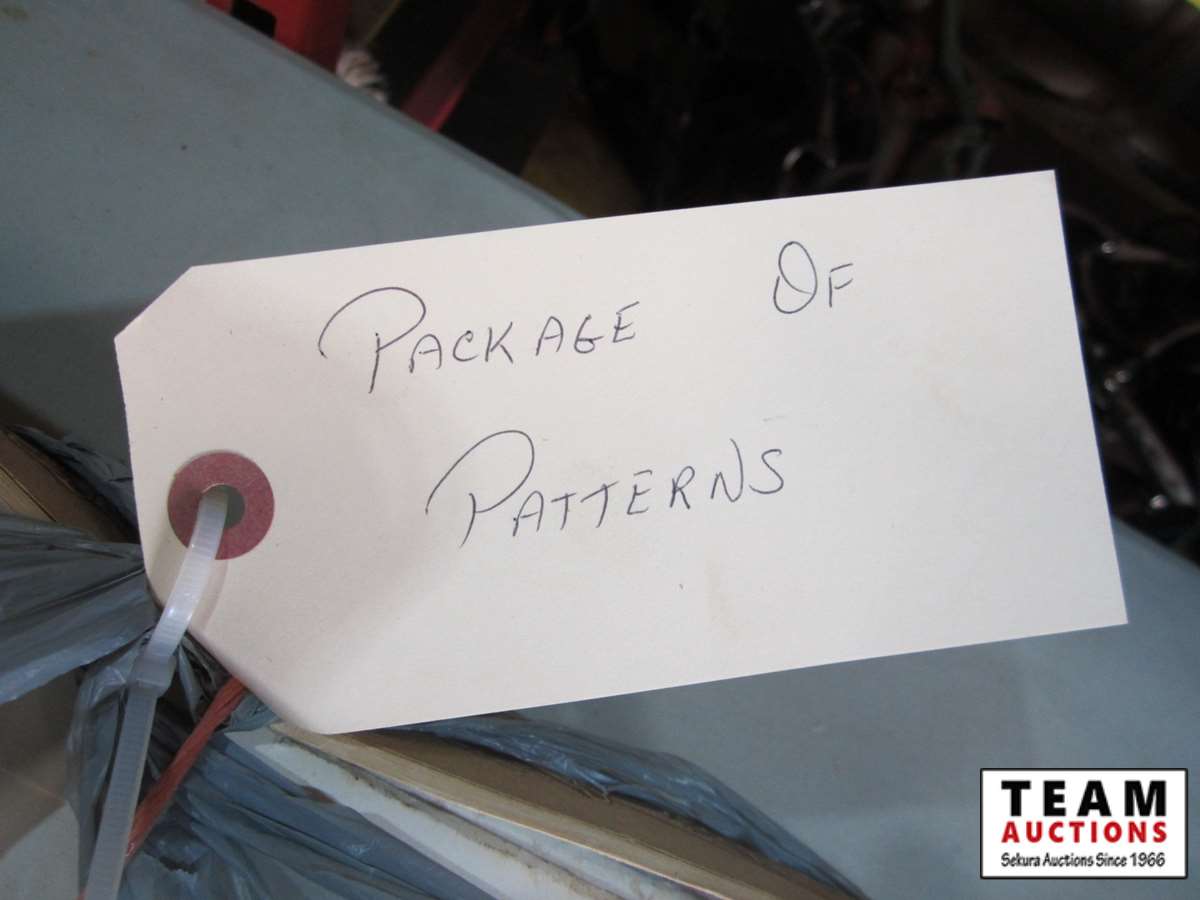 PACKAGE OF
PATTERNS
TEAM
AUCTIONS
Sekura Auctions Since 1966